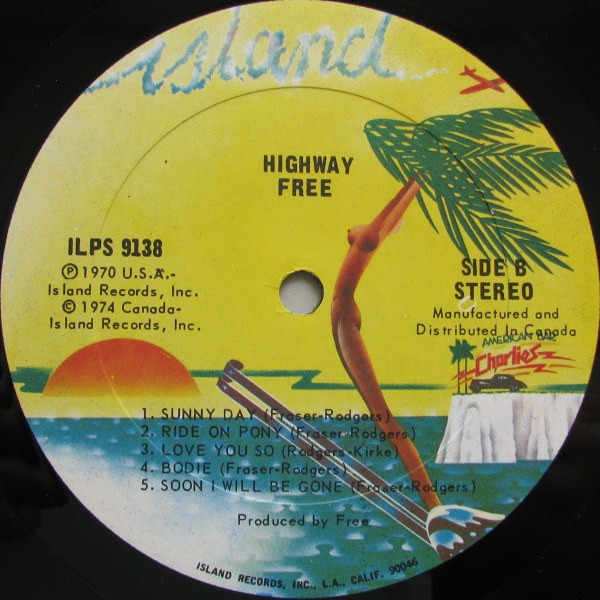 island
HIGHWAY
FREE
ILPS 9138
Ⓟ 1970 U.S.A.-
Island Records, Inc.
© 1974 Canada-
Island Records, Inc.
SIDE B
STEREO
Manufactured and
Distributed In Canada
AMERICAN BAR
Charlies
1. SUNNY DAY (Fraser-Rodgers)
2. RIDE ON PONY (Fraser-Rodgers)
3. LOVE YOU SO (Rodgers-Kirke)
4. BODIE (Fraser-Rodgers)
5. SOON I WILL BE GONE (Fraser-Rodgers)
Produced by Free
ISLAND RECORDS, INC., L.A., CALIF. 90046